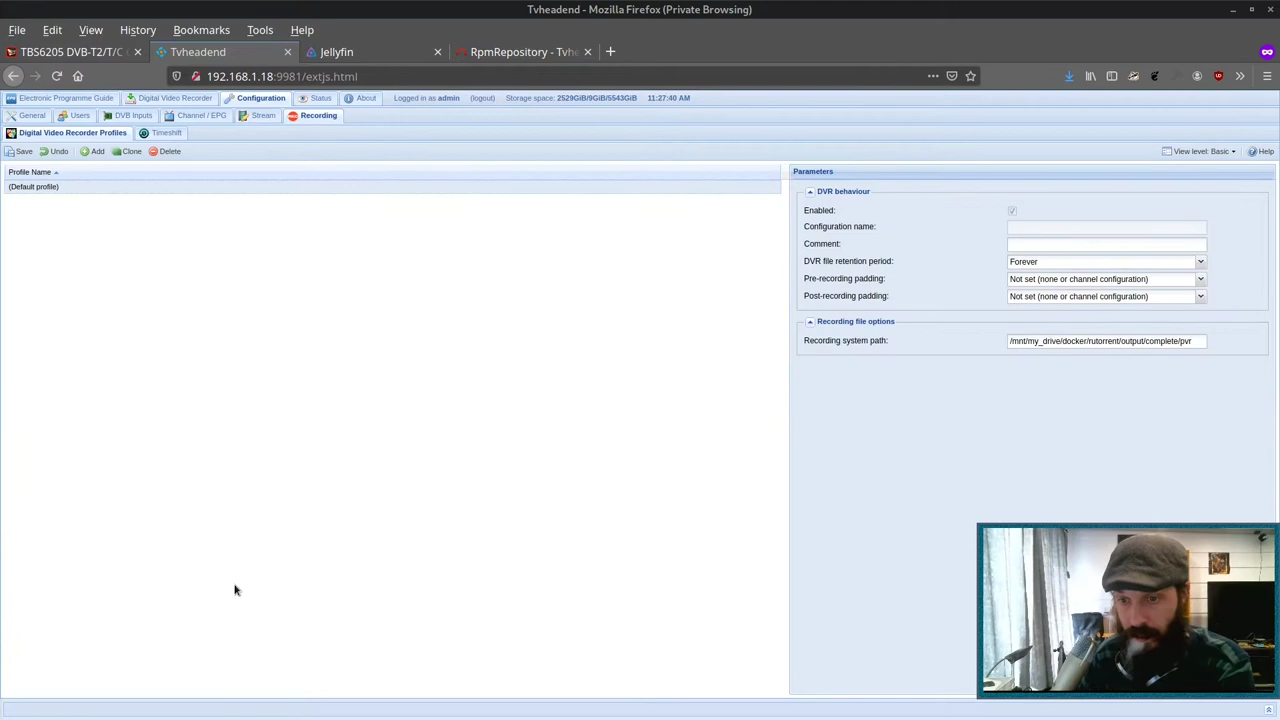 Tvheadend - Mozilla Firefox (Private Browsing)
File Edit View History Bookmarks Tools Help
TBS6205 DVB-T2/T/C Tvheadend Jellyfin RpmRepository - Tvhe
192.168.1.18:9981/extjs.html
Electronic Programme Guide Digital Video Recorder Configuration Status About Logged in as admin (logout) Storage space: 2529GiB/9GiB/5543GiB 11:27:40 AM
General Users DVB Inputs Channel / EPG Stream Recording
Digital Video Recorder Profiles Timeshift
Save Undo Add Clone Delete View level: Basic Help
Profile Name Parameters
(Default profile)
DVR behaviour
Enabled:
Configuration name:
Comment:
DVR file retention period: Forever
Pre-recording padding: Not set (none or channel configuration)
Post-recording padding: Not set (none or channel configuration)
Recording file options
Recording system path: /mnt/my_drive/docker/rutorrent/output/complete/pvr